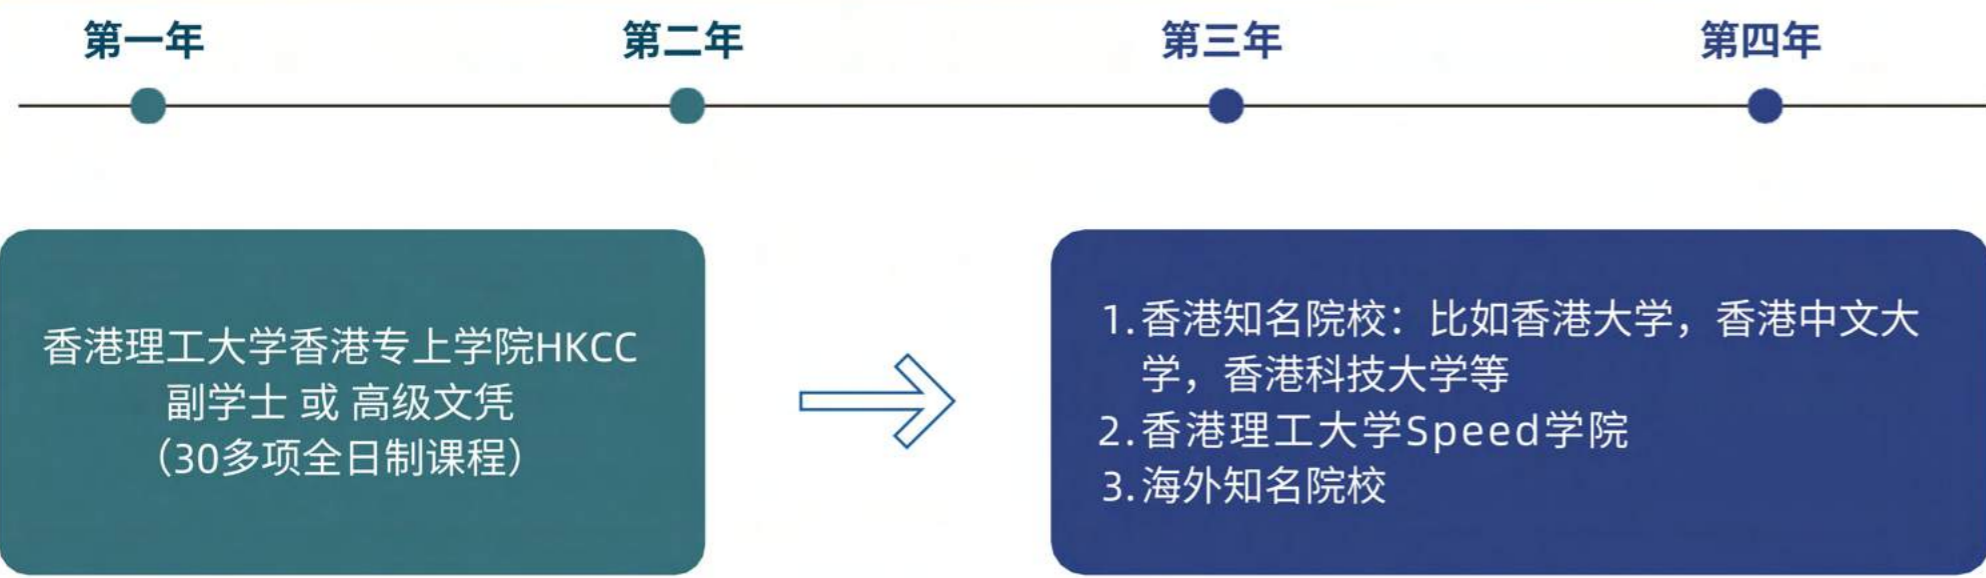 第一年
第二年
第三年
第四年
香港理工大学香港专上学院HKCC
副学士 或 高级文凭
（30多项全日制课程）
1.香港知名院校：比如香港大学，香港中文大
学，香港科技大学等
2.香港理工大学Speed学院
3.海外知名院校